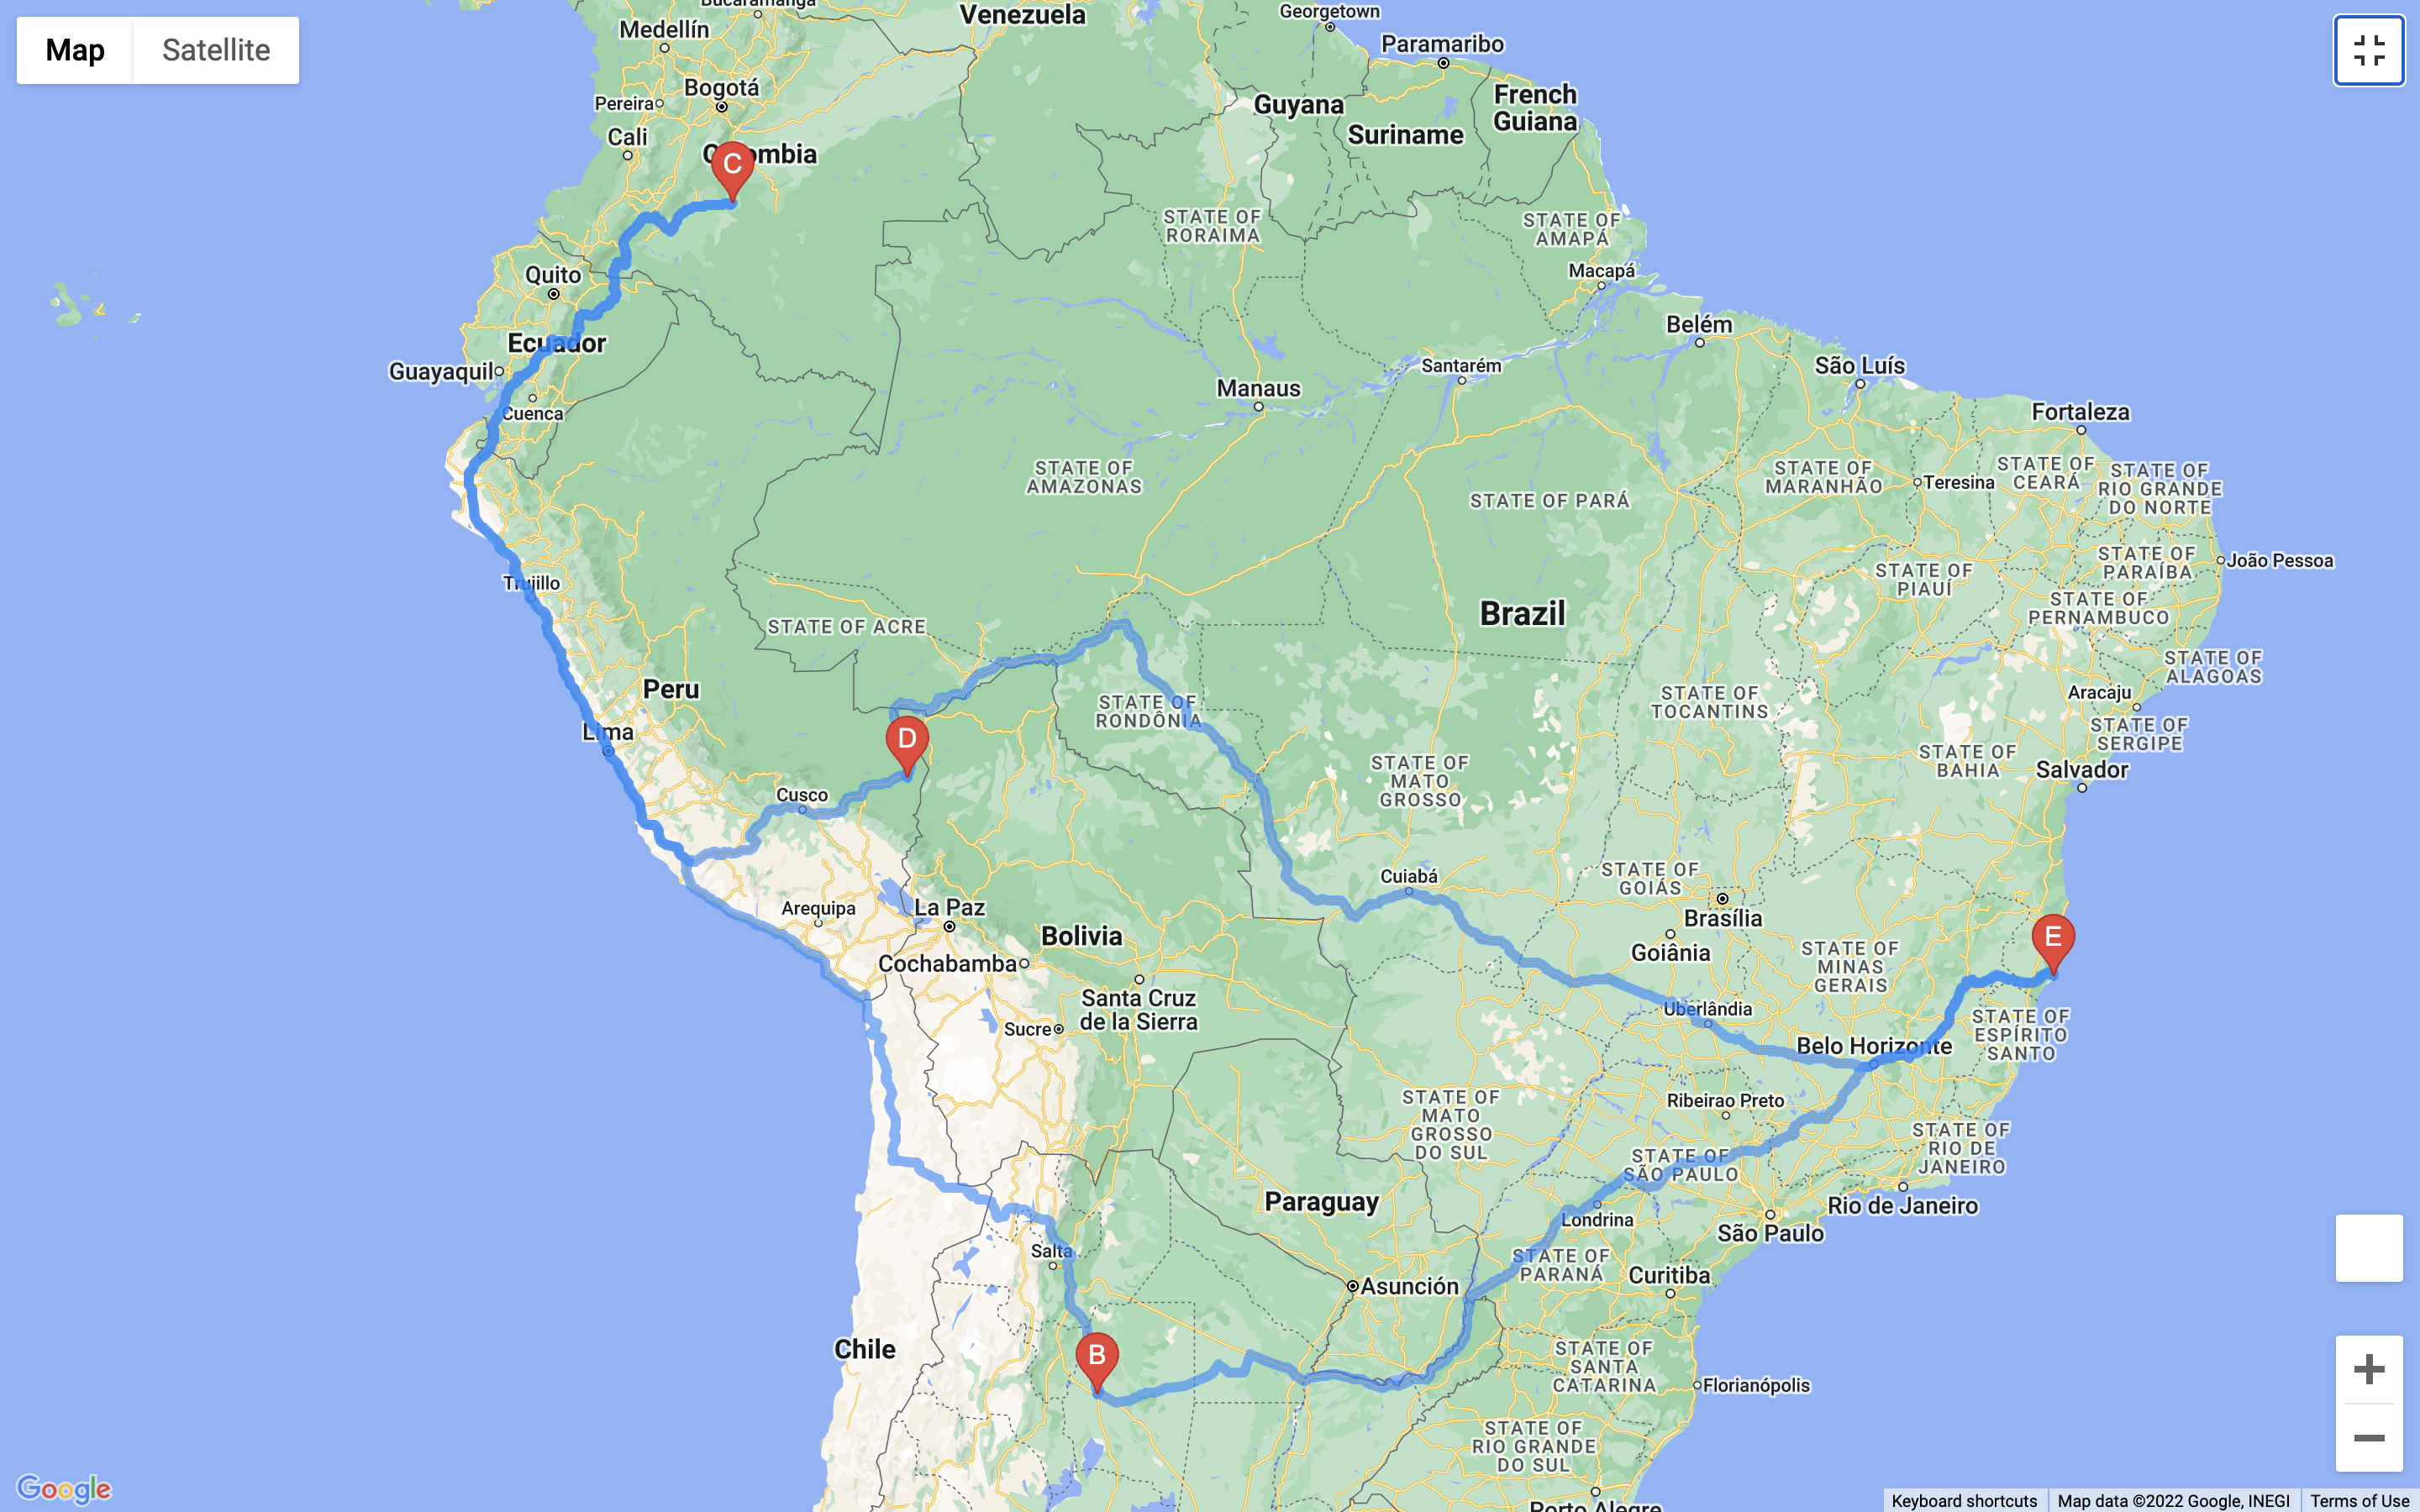 Map
Satellite
Bucaramanga
Medellín
Venezuela
Georgetown
Paramaribo
Bogotá
Pereira
Cali
Guyana
French
Guiana
Suriname
C
STATE OF
RORAIMA
STATE OF
AMAPÁ
Macapá
Quito
Belém
Ecuador
Guayaquil
Cuenca
Santarém
São Luís
Manaus
Fortaleza
STATE OF
AMAZONAS
STATE OF PARÁ
STATE OF
MARANHÃO
Teresina
STATE OF
CEARÁ
STATE OF
RIO GRANDE
DO NORTE
Trujillo
STATE OF
PIAUÍ
STATE OF
PARAÍBA
João Pessoa
STATE OF
PERNAMBUCO
STATE OF ACRE
Brazil
STATE OF
ALAGOAS
Peru
STATE OF
RONDÔNIA
STATE OF
TOCANTINS
Aracaju
STATE OF
SERGIPE
Lima
D
STATE OF
MATO
GROSSO
STATE OF
BAHIA
Salvador
Cusco
Cuiabá
STATE OF
GOIÁS
Arequipa
La Paz
Bolivia
Brasília
Goiânia
E
Cochabamba
STATE OF
MINAS
GERAIS
Santa Cruz
de la Sierra
Sucre
Uberlândia
STATE OF
ESPÍRITO
SANTO
Belo Horizonte
STATE OF
MATO
GROSSO
DO SUL
Ribeirao Preto
STATE OF
RIO DE
JANEIRO
STATE OF
SÃO PAULO
Paraguay
Londrina
Rio de Janeiro
São Paulo
Salta
STATE OF
PARANÁ
Curitiba
Asunción
Chile
B
STATE OF
SANTA
CATARINA
Florianópolis
STATE OF
RIO GRANDE
DO SUL
Porto Alegre
Google
Keyboard shortcuts
Map data ©2022 Google, INEGI
Terms of Use